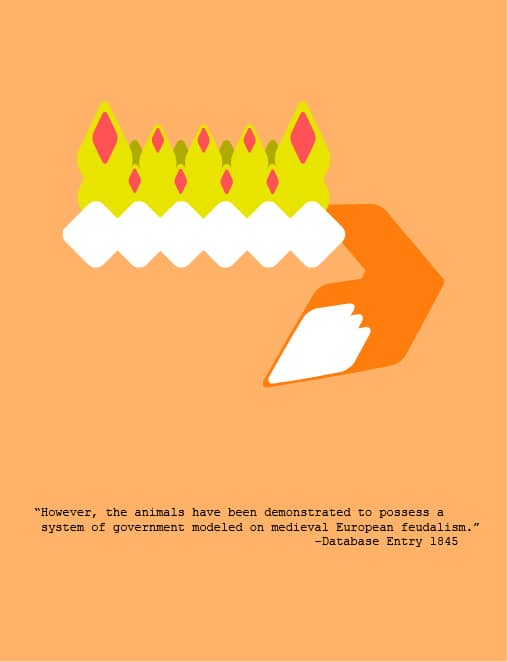 “However, the animals have been demonstrated to possess a
system of government modeled on medieval European feudalism.”
–Database Entry 1845